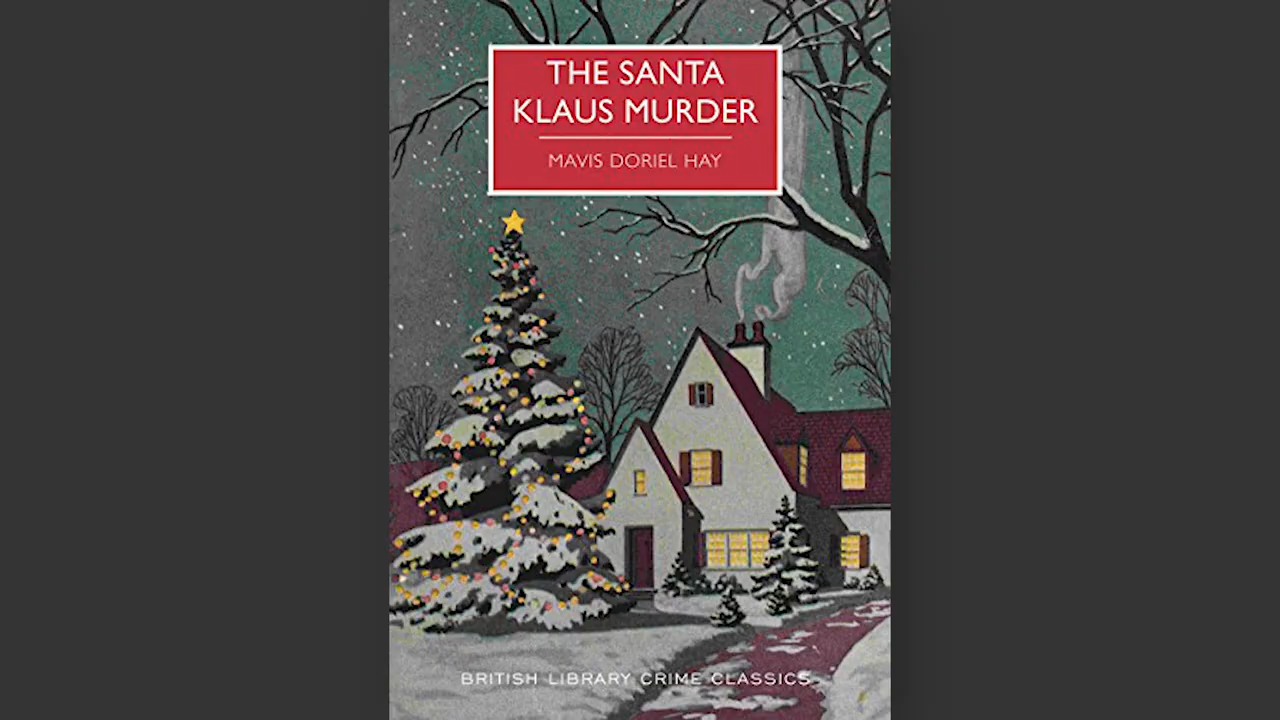 THE SANTA
KLAUS MURDER
MAVIS DORIEL HAY
BRITISH LIBRARY CRIME CLASSICS